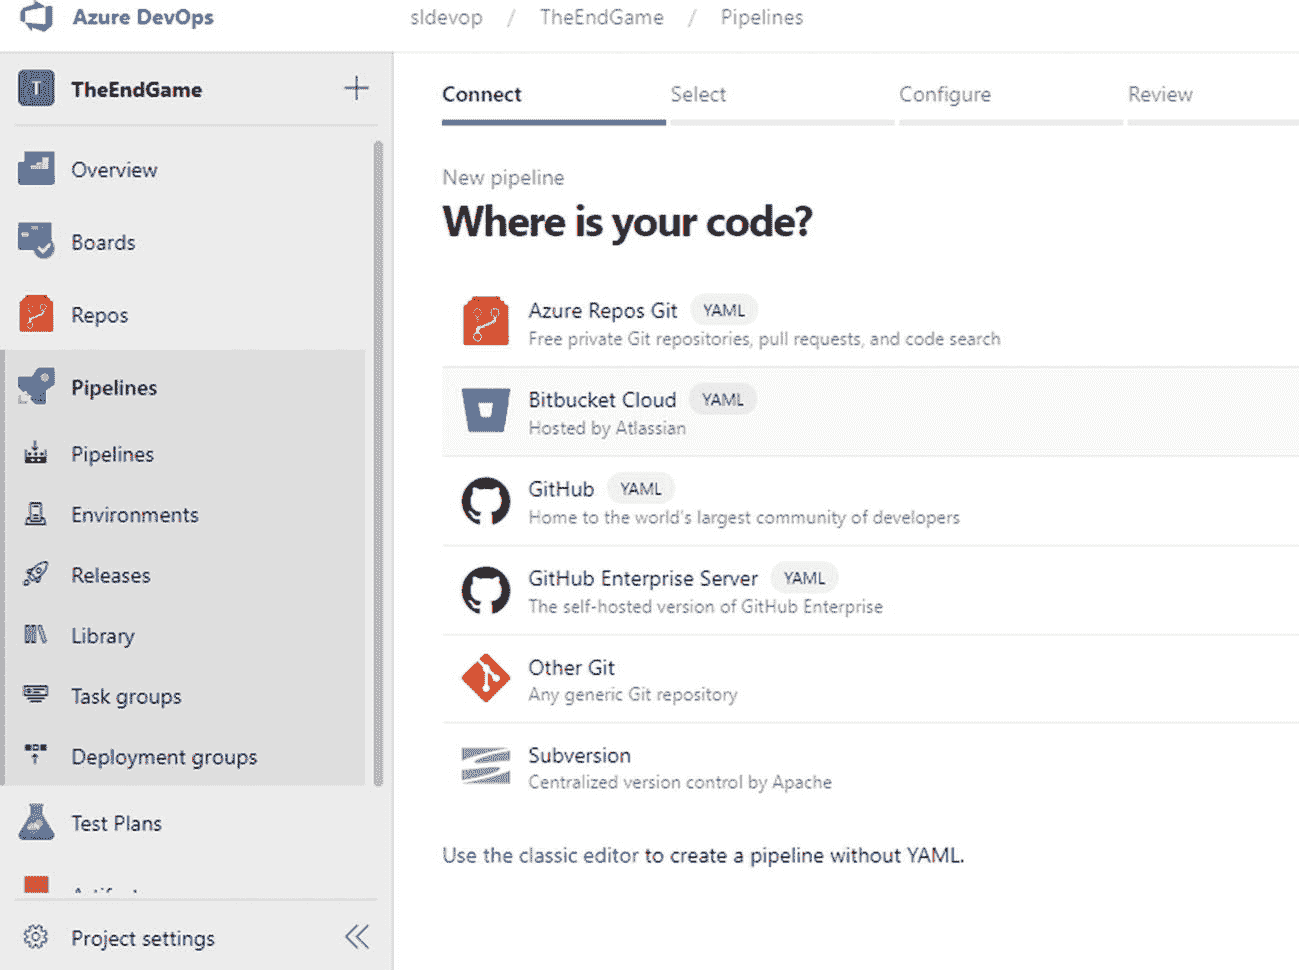 Azure DevOps
sldevop / TheEndGame / Pipelines
T TheEndGame
Overview
Boards
Repos
Pipelines
Pipelines
Environments
Releases
Library
Task groups
Deployment groups
Test Plans
Project settings
Connect Select Configure Review
New pipeline
Where is your code?
Azure Repos Git YAML
Free private Git repositories, pull requests, and code search
Bitbucket Cloud YAML
Hosted by Atlassian
GitHub YAML
Home to the world's largest community of developers
GitHub Enterprise Server YAML
The self-hosted version of GitHub Enterprise
Other Git
Any generic Git repository
Subversion
Centralized version control by Apache
Use the classic editor to create a pipeline without YAML.